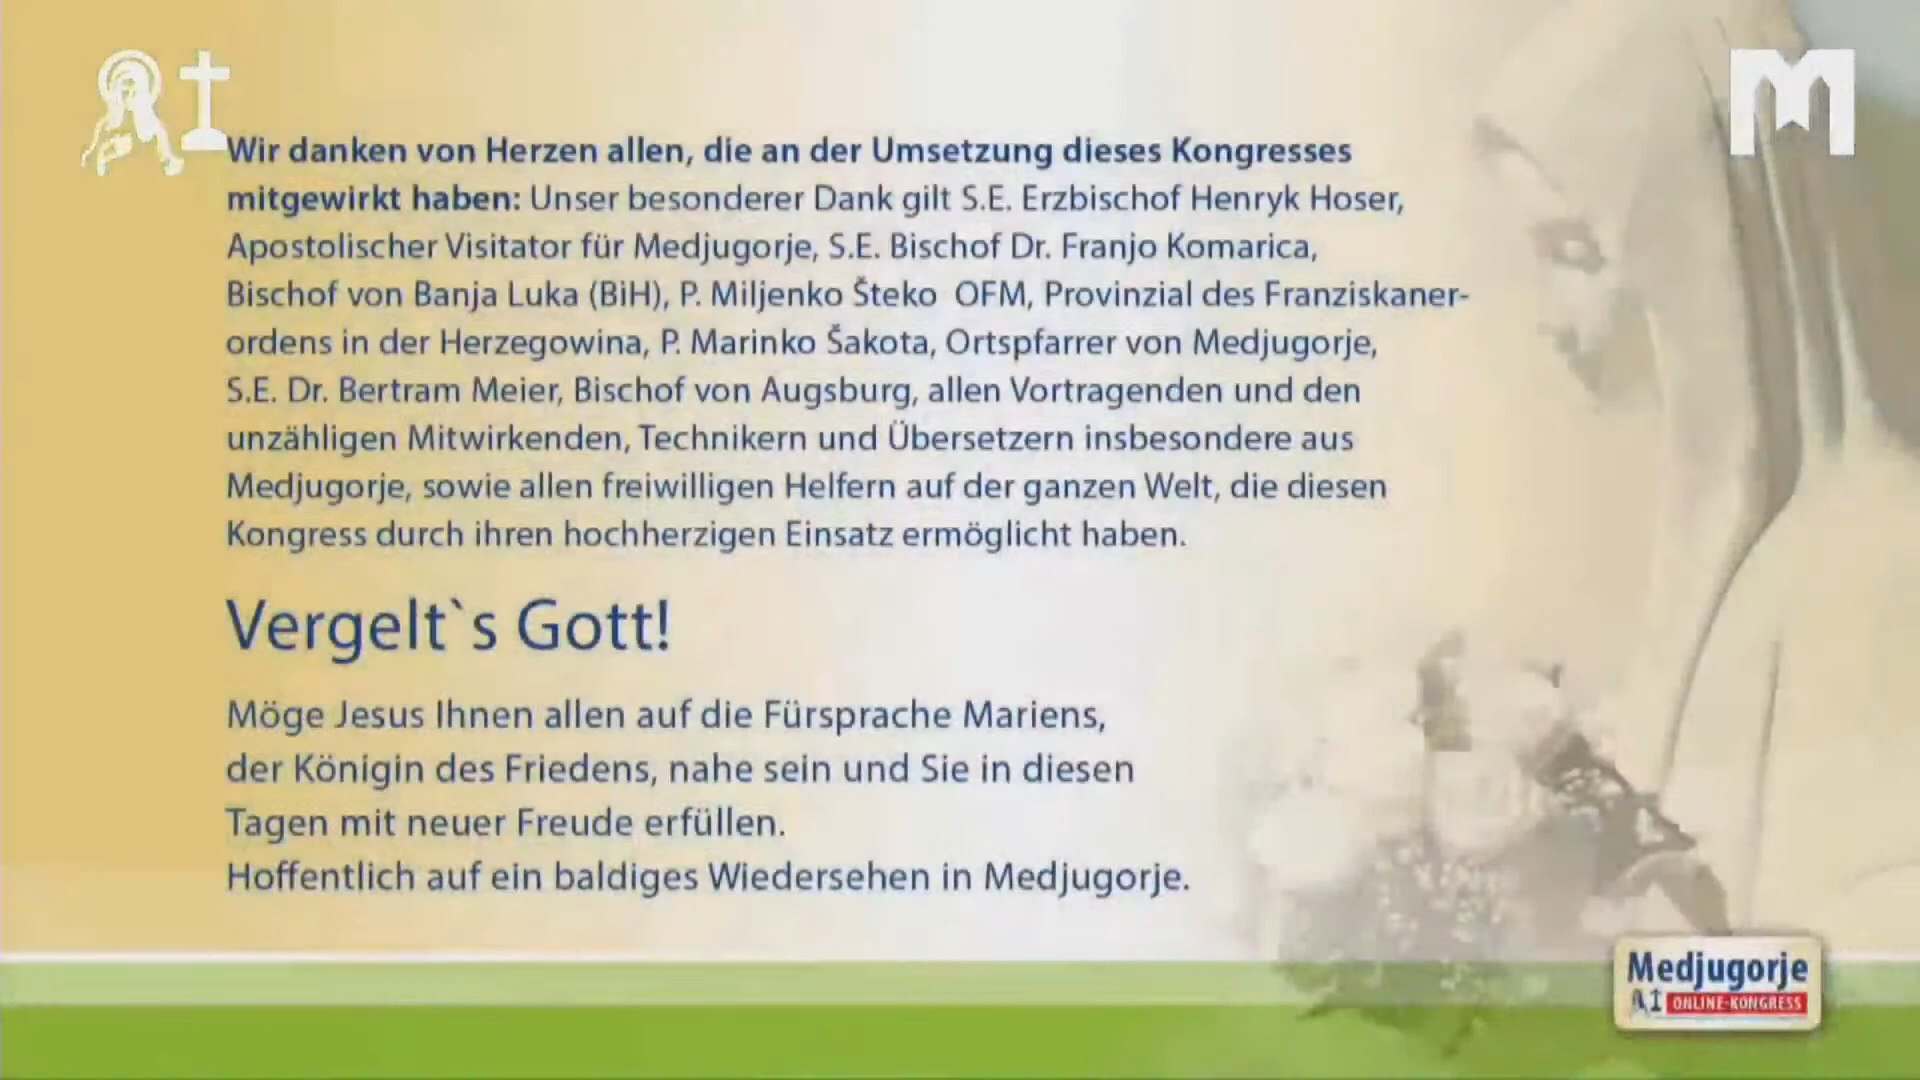 Wir danken von Herzen allen, die an der Umsetzung dieses Kongresses
mitgewirkt haben: Unser besonderer Dank gilt S.E. Erzbischof Henryk Hoser,
Apostolischer Visitator für Medjugorje, S.E. Bischof Dr. Franjo Komarica,
Bischof von Banja Luka (BiH), P. Miljenko Šteko OFM, Provinzial des Franziskaner-
ordens in der Herzegowina, P. Marinko Šakota, Ortspfarrer von Medjugorje,
S.E. Dr. Bertram Meier, Bischof von Augsburg, allen Vortragenden und den
unzähligen Mitwirkenden, Technikern und Übersetzern insbesondere aus
Medjugorje, sowie allen freiwilligen Helfern auf der ganzen Welt, die diesen
Kongress durch ihren hochherzigen Einsatz ermöglicht haben.
Vergelt`s Gott!
Möge Jesus Ihnen allen auf die Fürsprache Mariens,
der Königin des Friedens, nahe sein und Sie in diesen
Tagen mit neuer Freude erfüllen.
Hoffentlich auf ein baldiges Wiedersehen in Medjugorje.
M
Medjugorje
ONLINE-KONGRESS